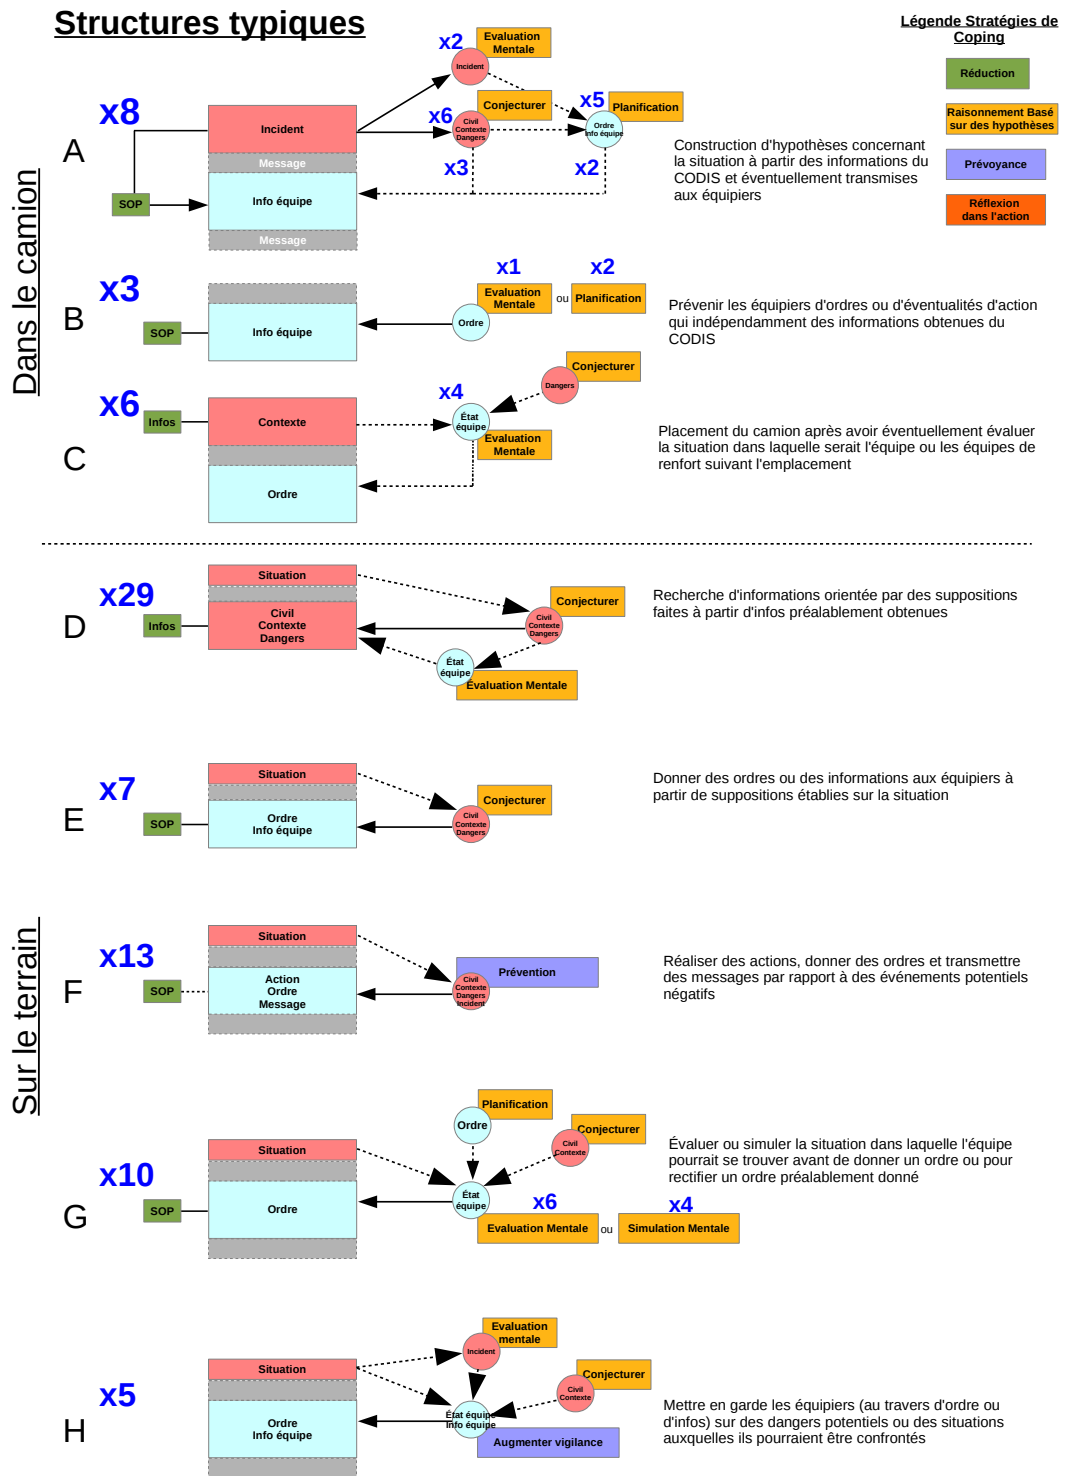 Structures typiques
Légende Stratégies de
Coping
Réduction
Raisonnement Basé
sur des hypothèses
Prévoyance
Réflexion
dans l'action
Dans le camion
A
x8
SOP
Incident
Message
Info équipe
Message
x2
Incident
Evaluation
Mentale
x6
Civil
Contexte
Dangers
Conjecturer
x3
x5
Ordre
Info équipe
Planification
x2
Construction d'hypothèses concernant
la situation à partir des informations du
CODIS et éventuellement transmises
aux équipiers
B
x3
SOP
Info équipe
Ordre
x1
Evaluation
Mentale
ou
x2
Planification
Prévenir les équipiers d'ordres ou d'éventualités d'action
qui indépendamment des informations obtenues du
CODIS
C
x6
Infos
Contexte
Ordre
x4
État
équipe
Evaluation
Mentale
Dangers
Conjecturer
Placement du camion après avoir éventuellement évaluer
la situation dans laquelle serait l'équipe ou les équipes de
renfort suivant l'emplacement
Sur le terrain
D
x29
Infos
Situation
Civil
Contexte
Dangers
Civil
Contexte
Dangers
Conjecturer
État
équipe
Évaluation Mentale
Recherche d'informations orientée par des suppositions
faites à partir d'infos préalablement obtenues
E
x7
SOP
Situation
Ordre
Info équipe
Civil
Contexte
Dangers
Conjecturer
Donner des ordres ou des informations aux équipiers à
partir de suppositions établies sur la situation
F
x13
SOP
Situation
Action
Ordre
Message
Civil
Contexte
Dangers
Incident
Prévention
Réaliser des actions, donner des ordres et transmettre
des messages par rapport à des événements potentiels
négatifs
G
x10
SOP
Situation
Ordre
Ordre
Planification
Civil
Contexte
Conjecturer
État
équipe
x6
Evaluation Mentale
ou
x4
Simulation Mentale
Évaluer ou simuler la situation dans laquelle l'équipe
pourrait se trouver avant de donner un ordre ou pour
rectifier un ordre préalablement donné
H
x5
Situation
Ordre
Info équipe
Incident
Evaluation
mentale
Civil
Contexte
Conjecturer
État équipe
Info équipe
Augmenter vigilance
Mettre en garde les équipiers (au travers d'ordre ou
d'infos) sur des dangers potentiels ou des situations
auxquelles ils pourraient être confrontés